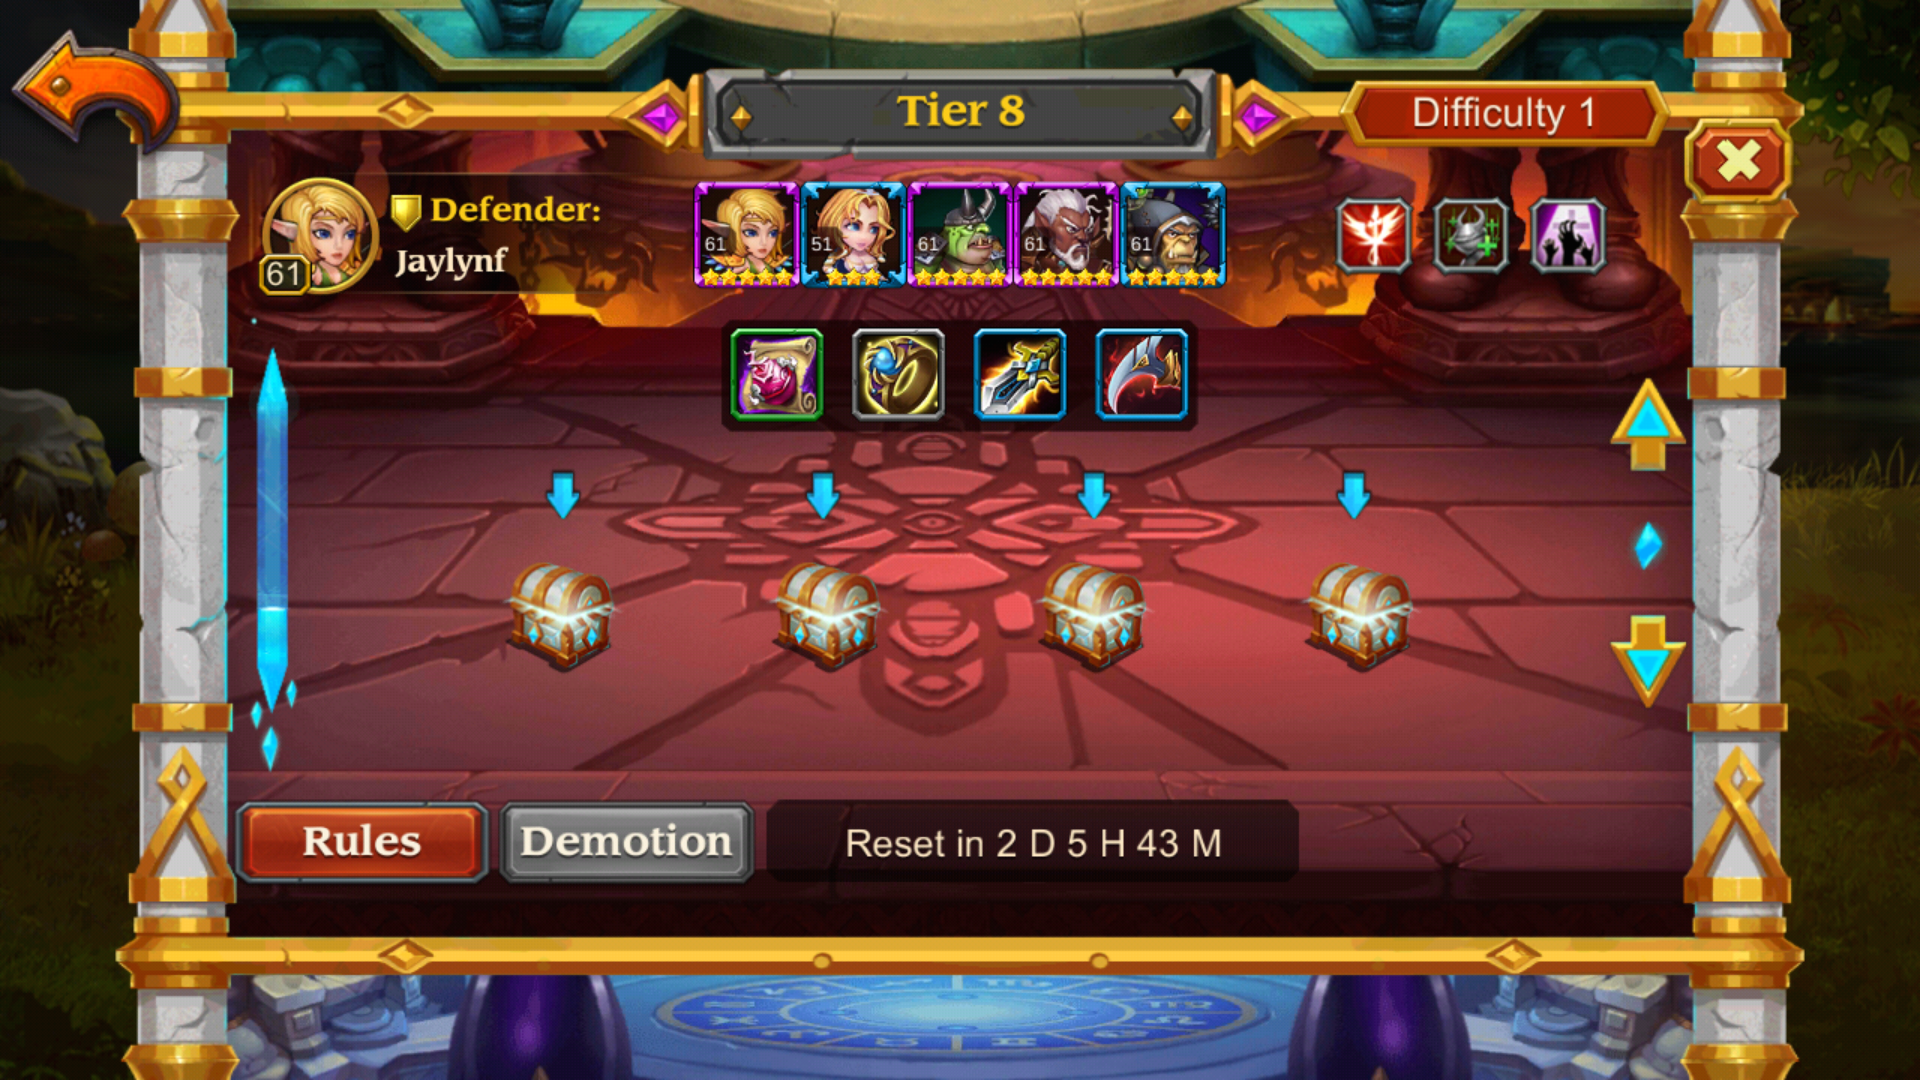 Tier 8
Difficulty 1
Defender:
Jaylynf
61
61
51
61
61
61
Rules
Demotion
Reset in 2 D 5 H 43 M